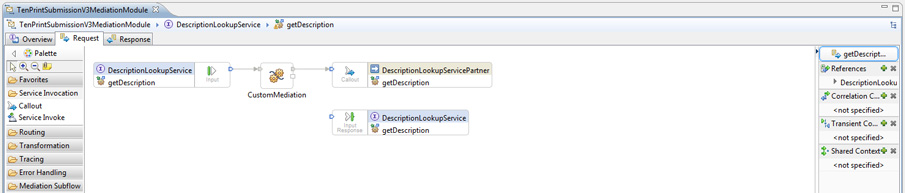 TenPrintSubmissionV3MediationModule
TenPrintSubmissionV3MediationModule DescriptionLookupService getDescription
Overview Request Response
Palette
Favorites
Service Invocation
Callout
Service Invoke
Routing
Transformation
Tracing
Error Handling
Mediation Subflow
DescriptionLookupService
getDescription
Input
CustomMediation
Callout
DescriptionLookupServicePartner
getDescription
Input
Response
DescriptionLookupService
getDescription
getDescript...
References
DescriptionLooku
Correlation C...
<not specified>
Transient Co...
<not specified>
Shared Context
<not specified>